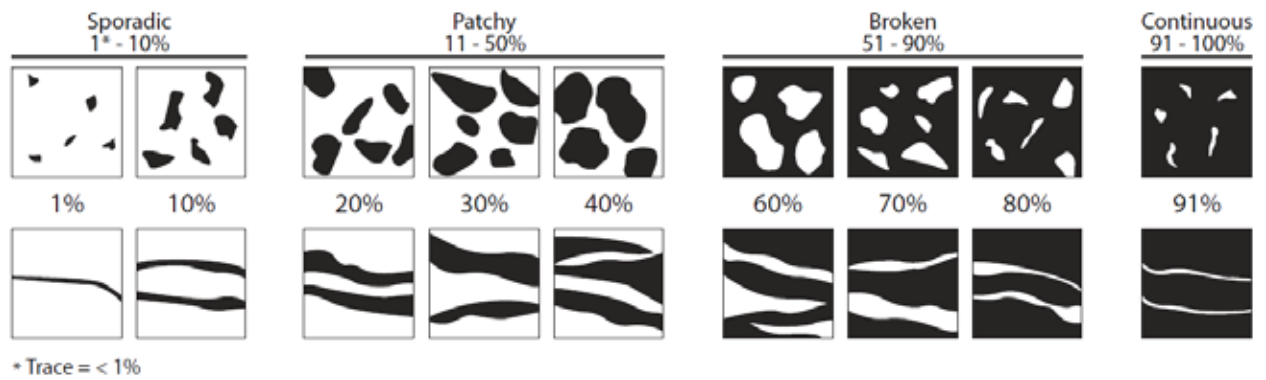 Sporadic
1* - 10%
Patchy
11 - 50%
Broken
51 - 90%
Continuous
91 - 100%
1%
10%
20%
30%
40%
60%
70%
80%
91%
* Trace = < 1%